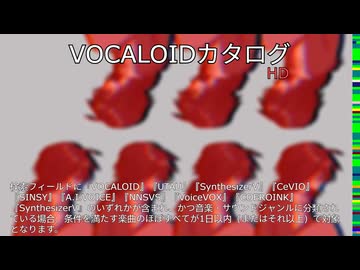 VOCALOIDカタログ
HD
検索フィールドに『VOCALOID』『UTAU』『SynthesizerV』『CeVIO』
『SINSY』『A.I.VOICE』『NNSVS』『VoiceVOX』『COEIROINK』
『SynthesizerV』のいずれかが含まれ、かつ音楽・サウンドジャンルに分類され
ている場合、条件を満たす楽曲のほぼすべてが1日以内（またはそれ以上）で対象
となります。